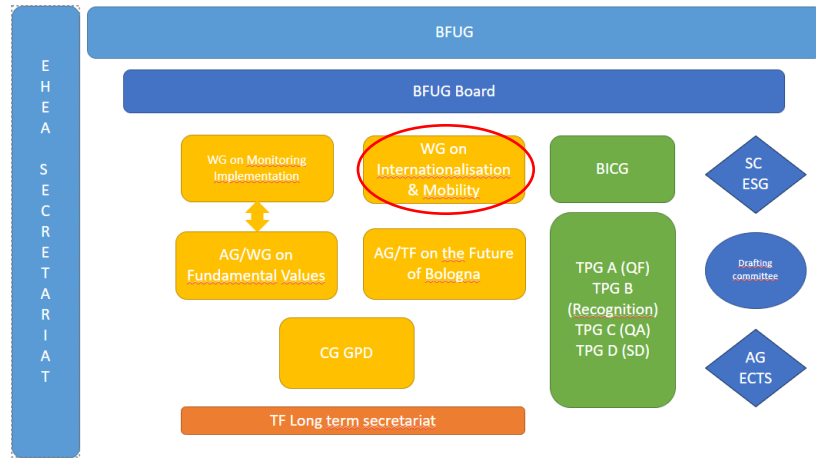 BFUG
E
H
E
A
S
E
C
R
E
T
A
R
I
A
T
BFUG Board
WG on Monitoring
Implementation
WG on
Internationalisation
& Mobility
BICG
SC
ESG
AG/WG on
Fundamental Values
AG/TF on the Future
of Bologna
TPG A (QF)
TPG B
(Recognition)
TPG C (QA)
TPG D (SD)
Drafting
committee
CG GPD
AG
ECTS
TF Long term secretariat